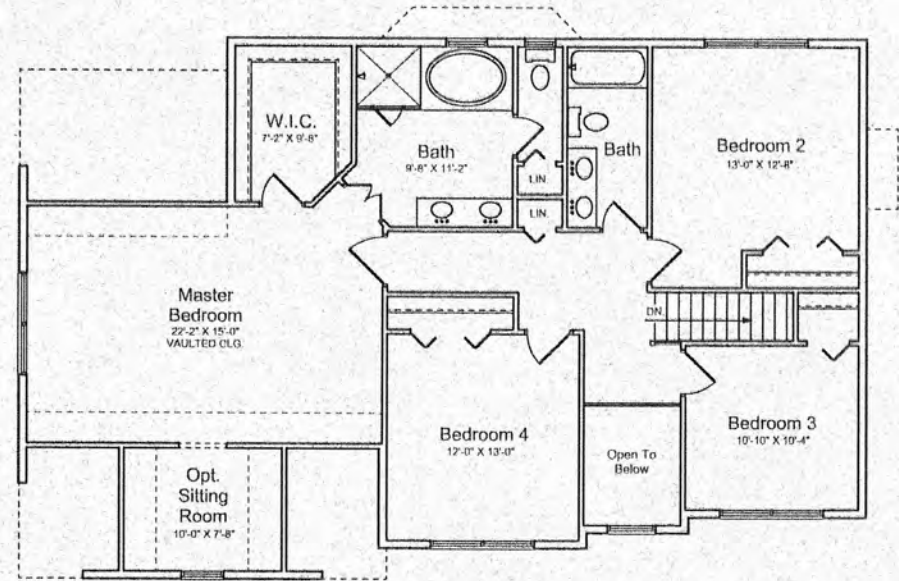 W.I.C.
7'-2" X 9'-8"
Bath
9'-8" X 11'-2"
LIN.
LIN.
Bath
Bedroom 2
13'-0" X 12'-8"
Master
Bedroom
22'-2" X 15'-0"
VAULTED CLG.
DN.
Bedroom 4
12'-0" X 13'-0"
Open To
Below
Bedroom 3
10'-10" X 10'-4"
Opt.
Sitting
Room
10'-0" X 7'-8"